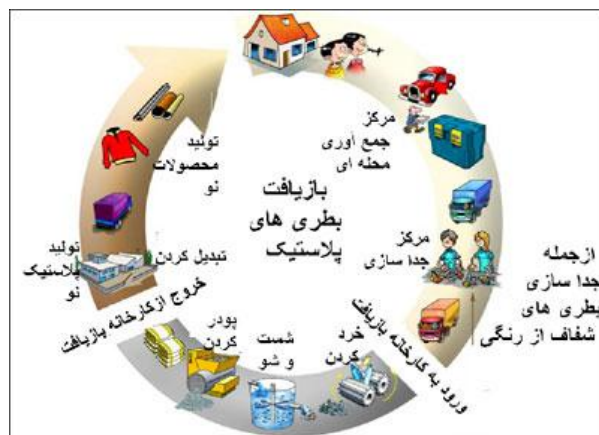 بازیافت
بطری های
پلاستیک
مرکز
جمع آوری
محله ای
مرکز
جدا سازی
ازجمله
جدا سازی
بطری های
شفاف از رنگی
ورود به کارخانه بازیافت
خرد
کردن
شست
و شو
پودر
کردن
خروج ازکارخانه بازیافت
تبدیل کردن
تولید
پلاستیک
نو
تولید
محصولات
نو